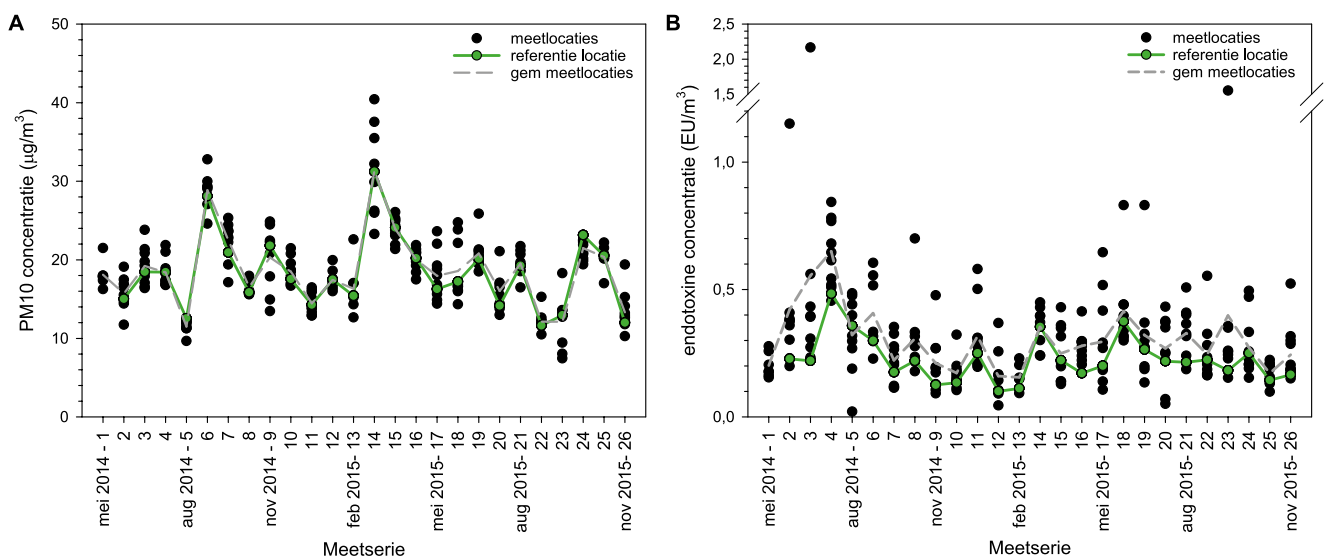 A
PM10 concentratie (μg/m³)
50
40
30
20
10
0
meetlocaties
referentie locatie
gem meetlocaties
mei 2014 - 1
2
3
4
aug 2014 - 5
6
7
8
nov 2014 - 9
10
11
12
feb 2015- 13
14
15
16
mei 2015- 17
18
19
20
aug 2015- 21
22
23
24
25
nov 2015- 26
Meetserie
B
endotoxine concentratie (EU/m³)
2,5
2,0
1,5
1,0
0,5
0,0
meetlocaties
referentie locatie
gem meetlocaties
mei 2014 - 1
2
3
4
aug 2014 - 5
6
7
8
nov 2014 - 9
10
11
12
feb 2015- 13
14
15
16
mei 2015- 17
18
19
20
aug 2015- 21
22
23
24
25
nov 2015- 26
Meetserie